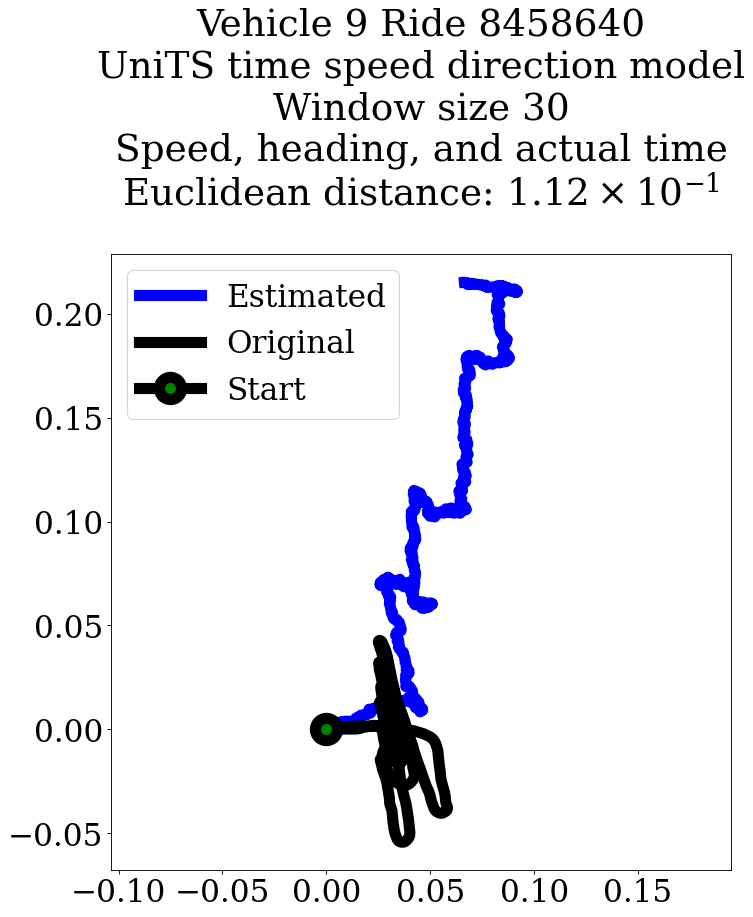 Vehicle 9 Ride 8458640
UniTS time speed direction model
Window size 30
Speed, heading, and actual time
Euclidean distance: $1.12 \times 10^{-1}$
Estimated
Original
Start
0.20
0.15
0.10
0.05
0.00
−0.05
−0.10 −0.05 0.00 0.05 0.10 0.15